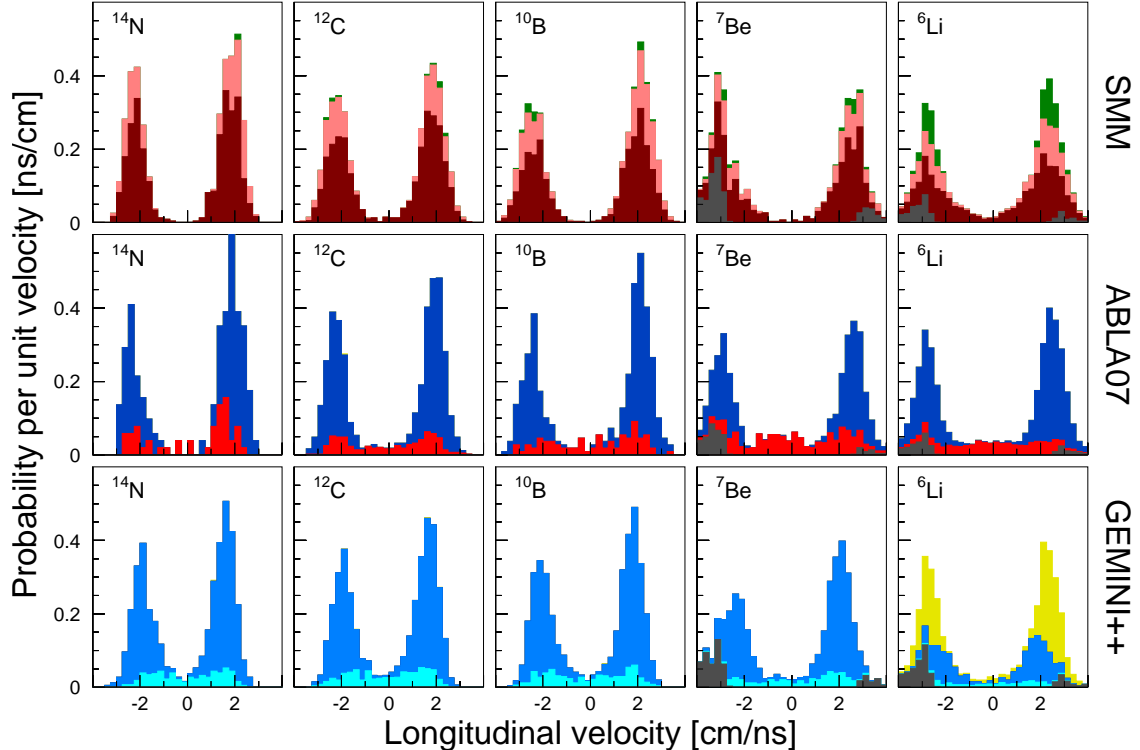 Probability per unit velocity [ns/cm]
¹⁴N ¹²C ¹⁰B ⁷Be ⁶Li
0.4
0.2
0
SMM
¹⁴N ¹²C ¹⁰B ⁷Be ⁶Li
0.4
0.2
0
ABLA07
¹⁴N ¹²C ¹⁰B ⁷Be ⁶Li
0.4
0.2
0
GEMINI++
-2 0 2 -2 0 2 -2 0 2 -2 0 2 -2 0 2
Longitudinal velocity [cm/ns]